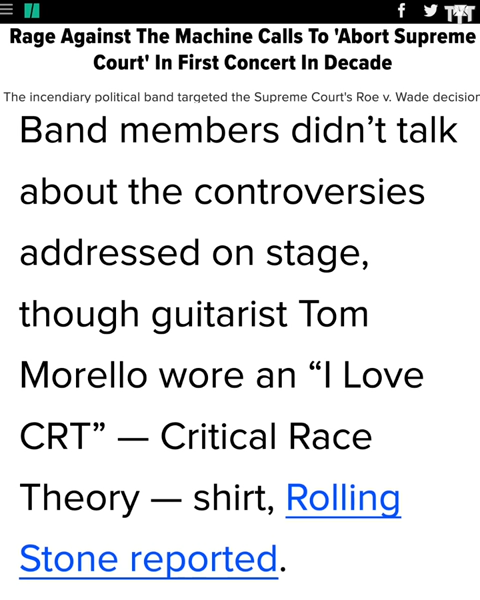 Rage Against The Machine Calls To 'Abort Supreme
Court' In First Concert In Decade
The incendiary political band targeted the Supreme Court's Roe v. Wade decision
Band members didn’t talk
about the controversies
addressed on stage,
though guitarist Tom
Morello wore an “I Love
CRT” — Critical Race
Theory — shirt, Rolling
Stone reported.